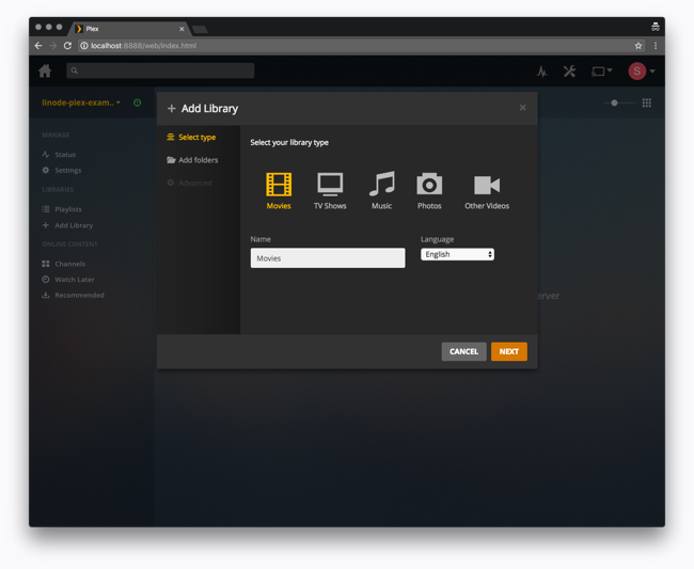 Plex
localhost:8888/web/index.html
S
linode-plex-exam..
+ Add Library
MANAGE
Status
Settings
LIBRARIES
Playlists
+ Add Library
ONLINE CONTENT
Channels
Watch Later
Recommended
Select type
Add folders
Advanced
Select your library type
Movies TV Shows Music Photos Other Videos
Name Language
Movies English
erver
CANCEL NEXT